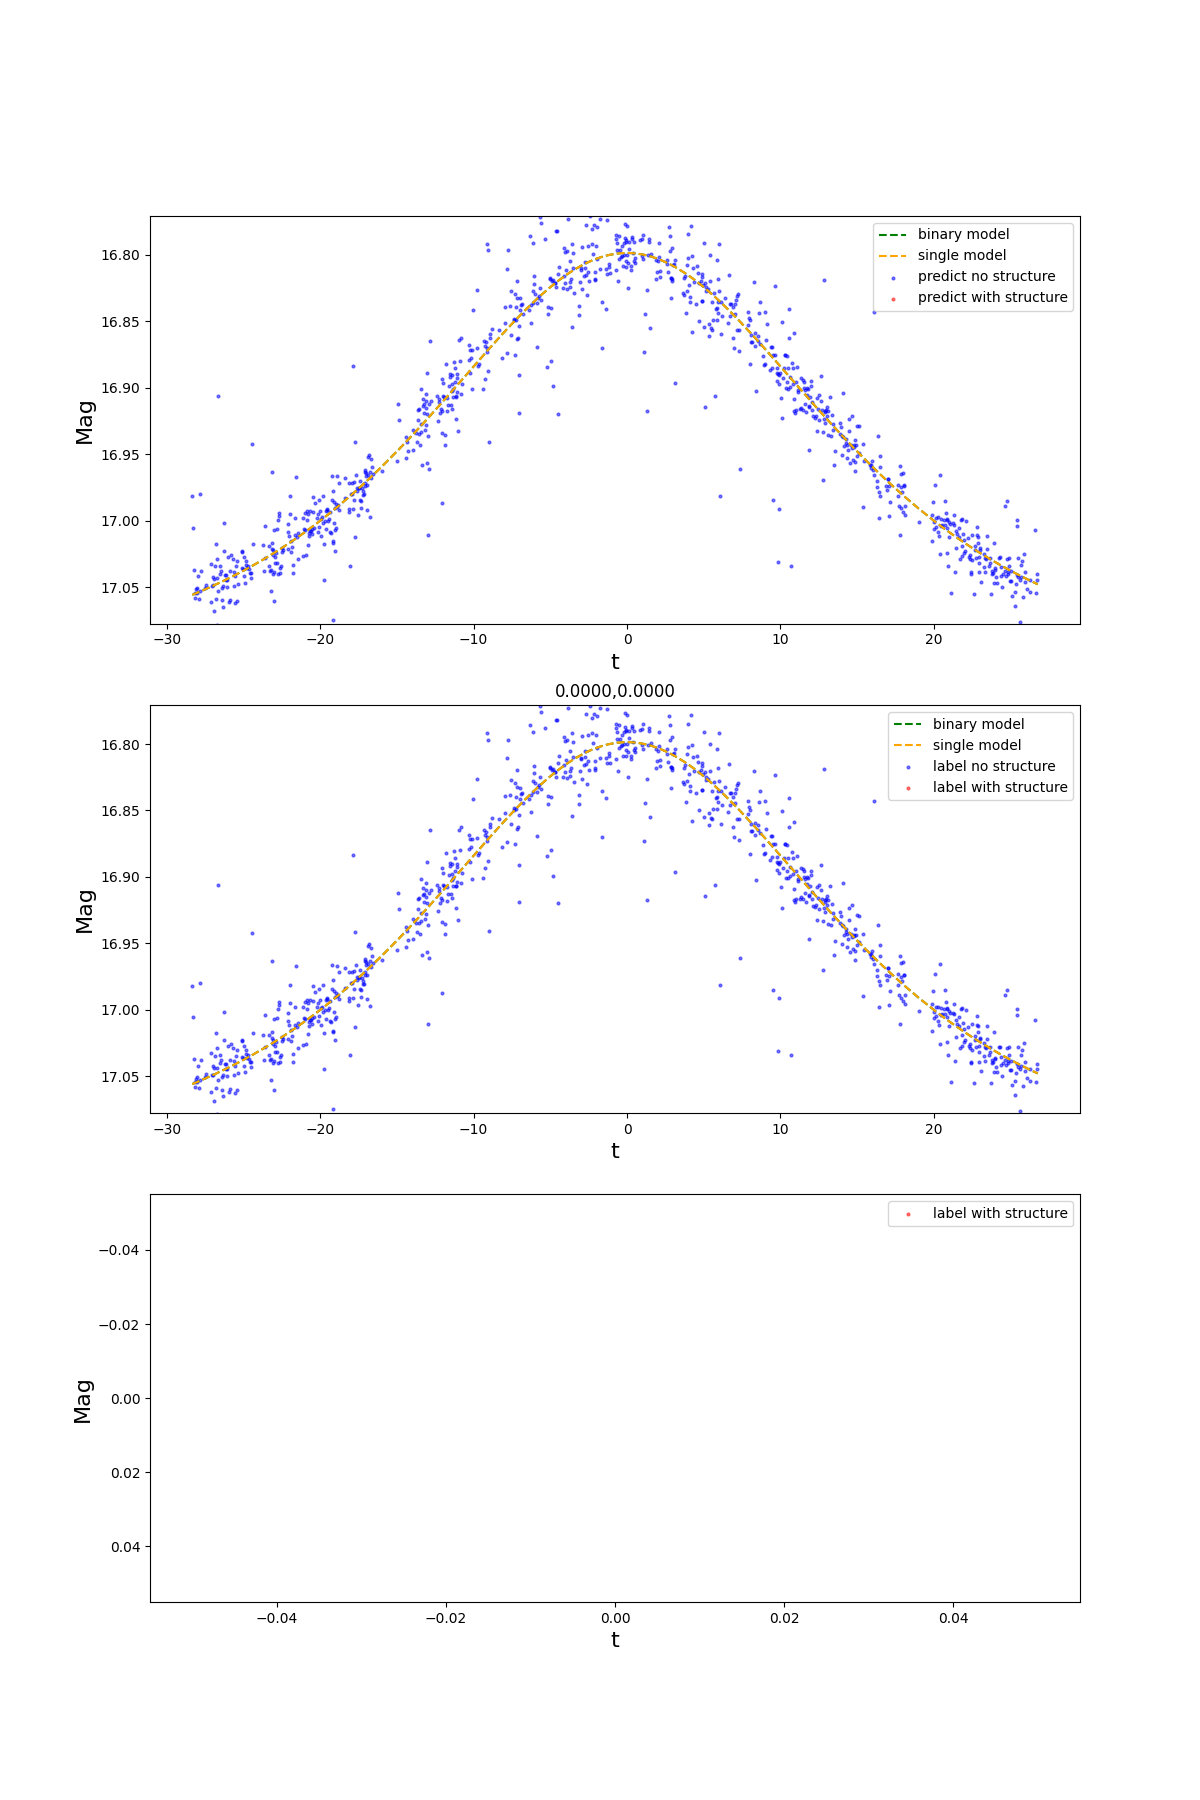 binary model
single model
predict no structure
predict with structure
16.80
16.85
16.90
16.95
17.00
17.05
Mag
−30
−20
−10
0
10
20
t
0.0000,0.0000
binary model
single model
label no structure
label with structure
16.80
16.85
16.90
16.95
17.00
17.05
Mag
−30
−20
−10
0
10
20
t
label with structure
−0.04
−0.02
0.00
0.02
0.04
Mag
−0.04
−0.02
0.00
0.02
0.04
t